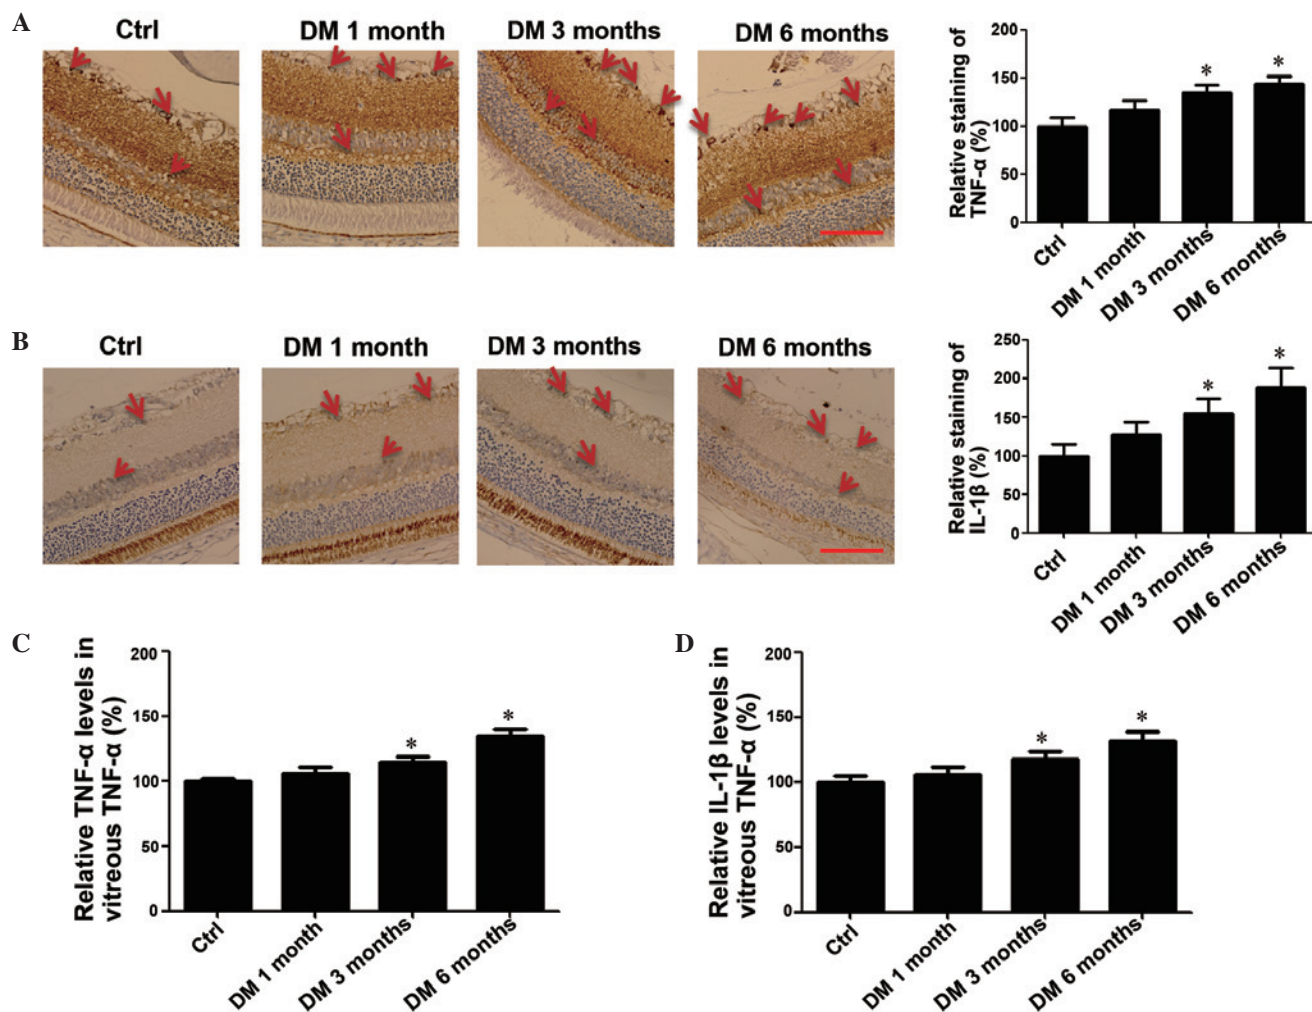 A
Ctrl
DM 1 month
DM 3 months
DM 6 months
Relative staining of
TNF-α (%)
200
150
100
50
0
*
*
Ctrl
DM 1 month
DM 3 months
DM 6 months
B
Ctrl
DM 1 month
DM 3 months
DM 6 months
Relative staining of
IL-1β (%)
250
200
150
100
50
0
*
*
Ctrl
DM 1 month
DM 3 months
DM 6 months
C
Relative TNF-α levels in
vitreous TNF-α (%)
200
150
100
50
0
*
*
Ctrl
DM 1 month
DM 3 months
DM 6 months
D
Relative IL-1β levels in
vitreous TNF-α (%)
200
150
100
50
0
*
*
Ctrl
DM 1 month
DM 3 months
DM 6 months